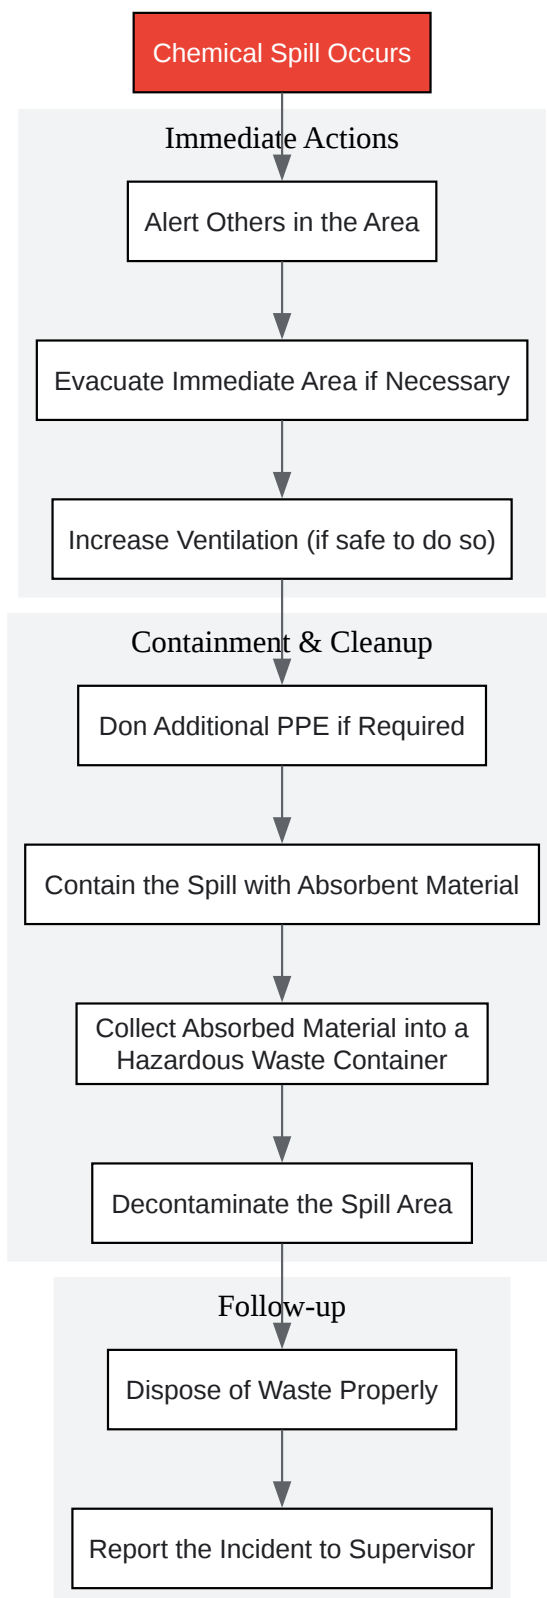 Chemical Spill Occurs
Immediate Actions
Alert Others in the Area
Evacuate Immediate Area if Necessary
Increase Ventilation (if safe to do so)
Containment & Cleanup
Don Additional PPE if Required
Contain the Spill with Absorbent Material
Collect Absorbed Material into a
Hazardous Waste Container
Decontaminate the Spill Area
Follow-up
Dispose of Waste Properly
Report the Incident to Supervisor